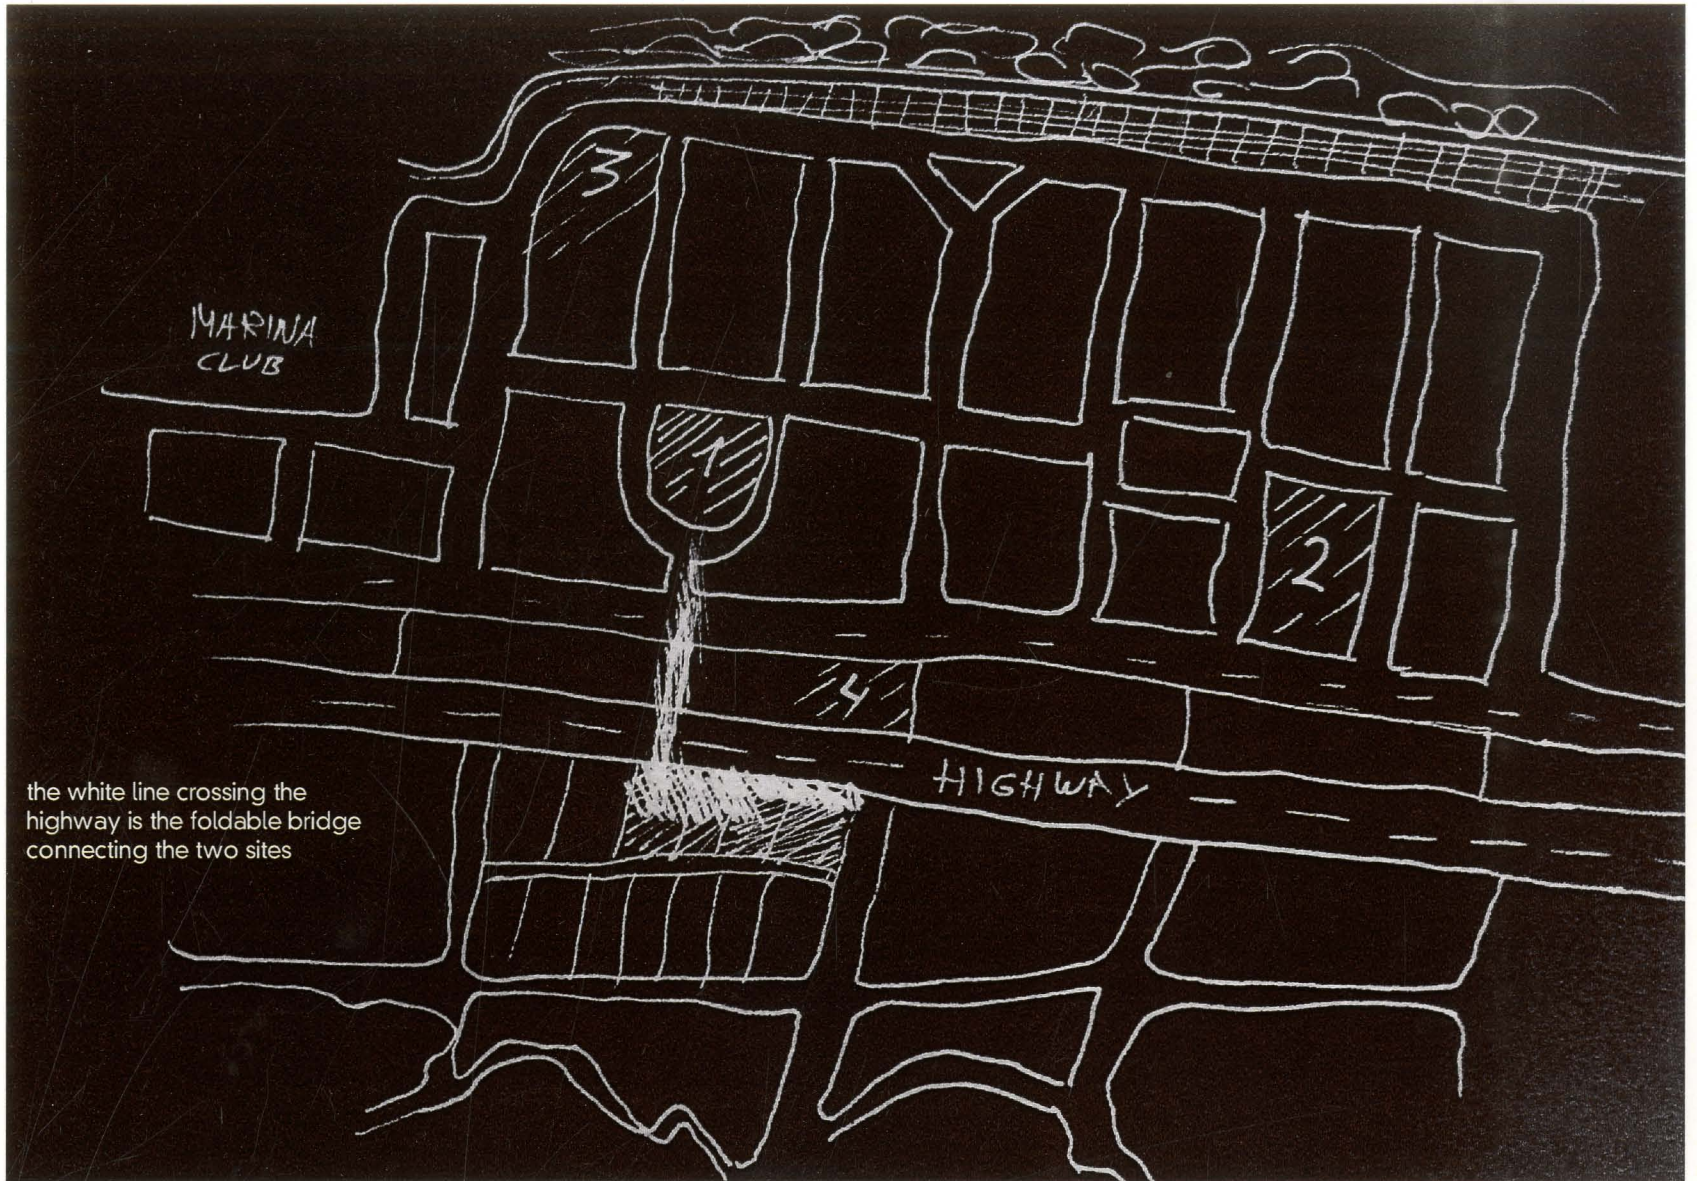 3
MARINA
CLUB
1
2
4
HIGHWAY
the white line crossing the
highway is the foldable bridge
connecting the two sites